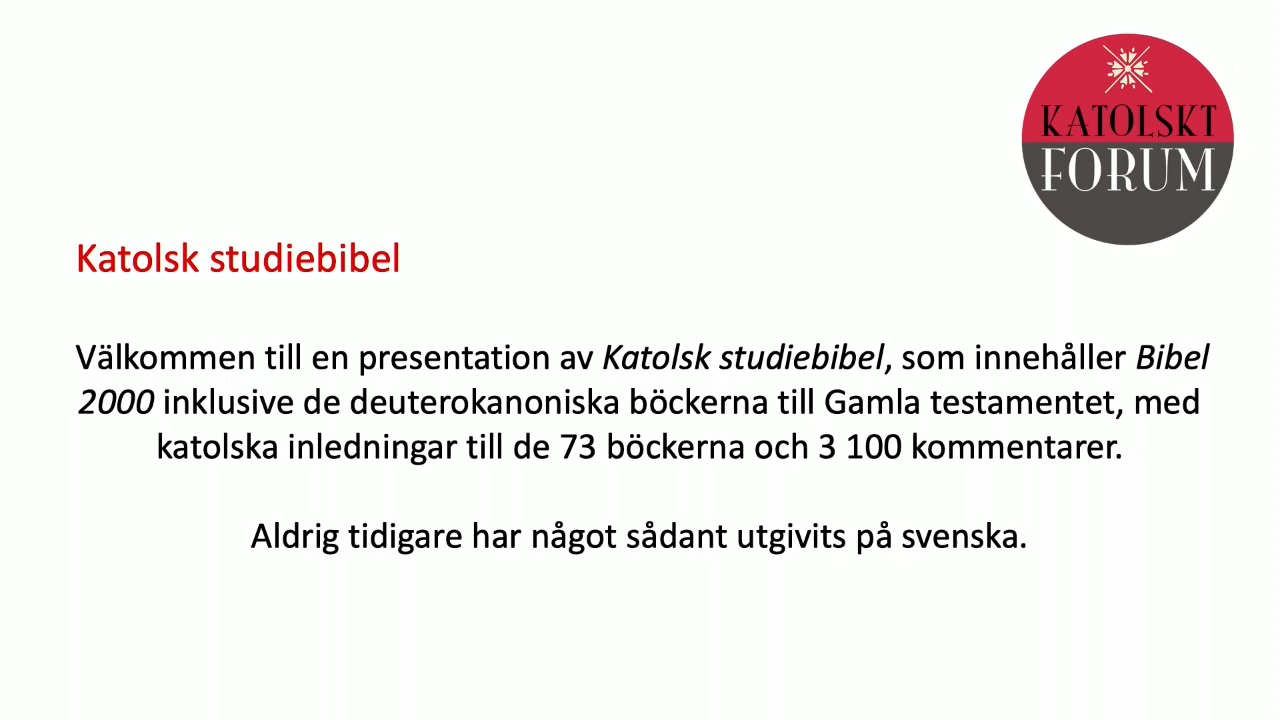 KATOLSKT
FORUM
Katolsk studiebibel
Välkommen till en presentation av Katolsk studiebibel, som innehåller Bibel
2000 inklusive de deuterokanoniska böckerna till Gamla testamentet, med
katolska inledningar till de 73 böckerna och 3 100 kommentarer.
Aldrig tidigare har något sådant utgivits på svenska.